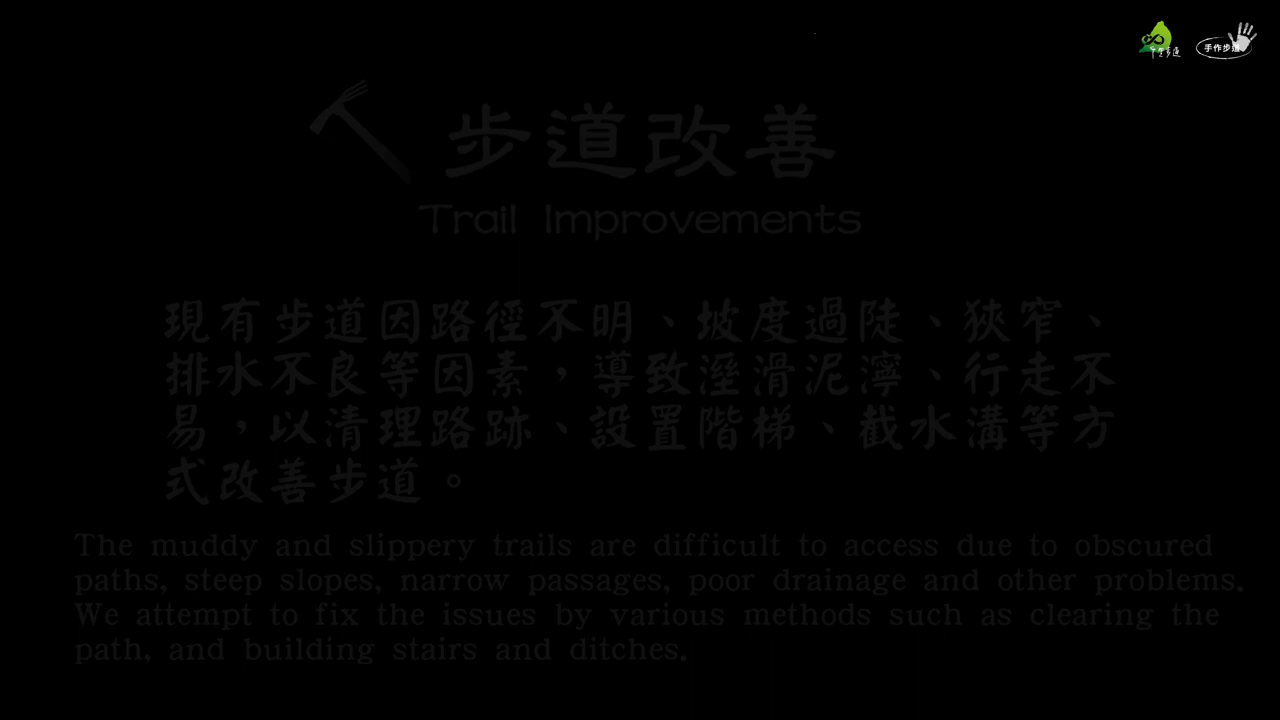 千里步道
手作步道
步道改善
Trail Improvements
現有步道因路徑不明、坡度過陡、狹窄、
排水不良等因素，導致溼滑泥濘、行走不
易，以清理路跡、設置階梯、截水溝等方
式改善步道。
The muddy and slippery trails are difficult to access due to obscured
paths, steep slopes, narrow passages, poor drainage and other problems.
We attempt to fix the issues by various methods such as clearing the
path, and building stairs and ditches.